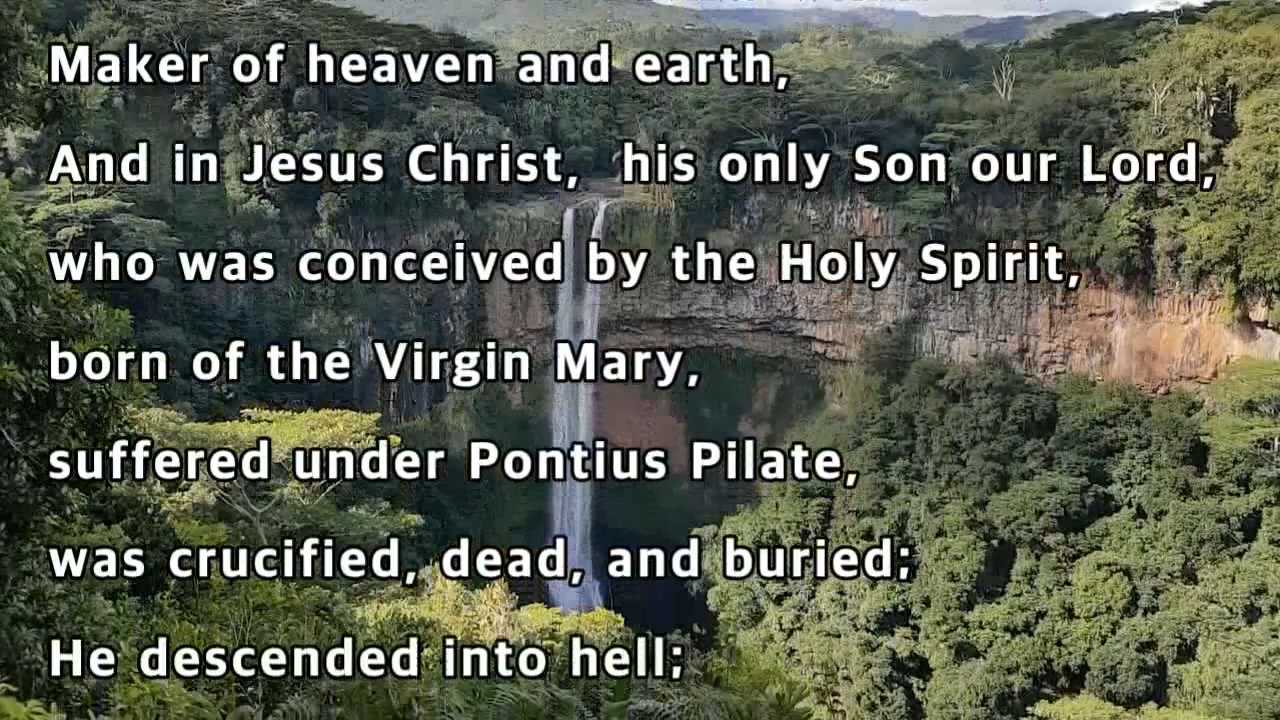 Maker of heaven and earth,
And in Jesus Christ,  his only Son our Lord,
who was conceived by the Holy Spirit,
born of the Virgin Mary,
suffered under Pontius Pilate,
was crucified, dead, and buried;
He descended into hell;